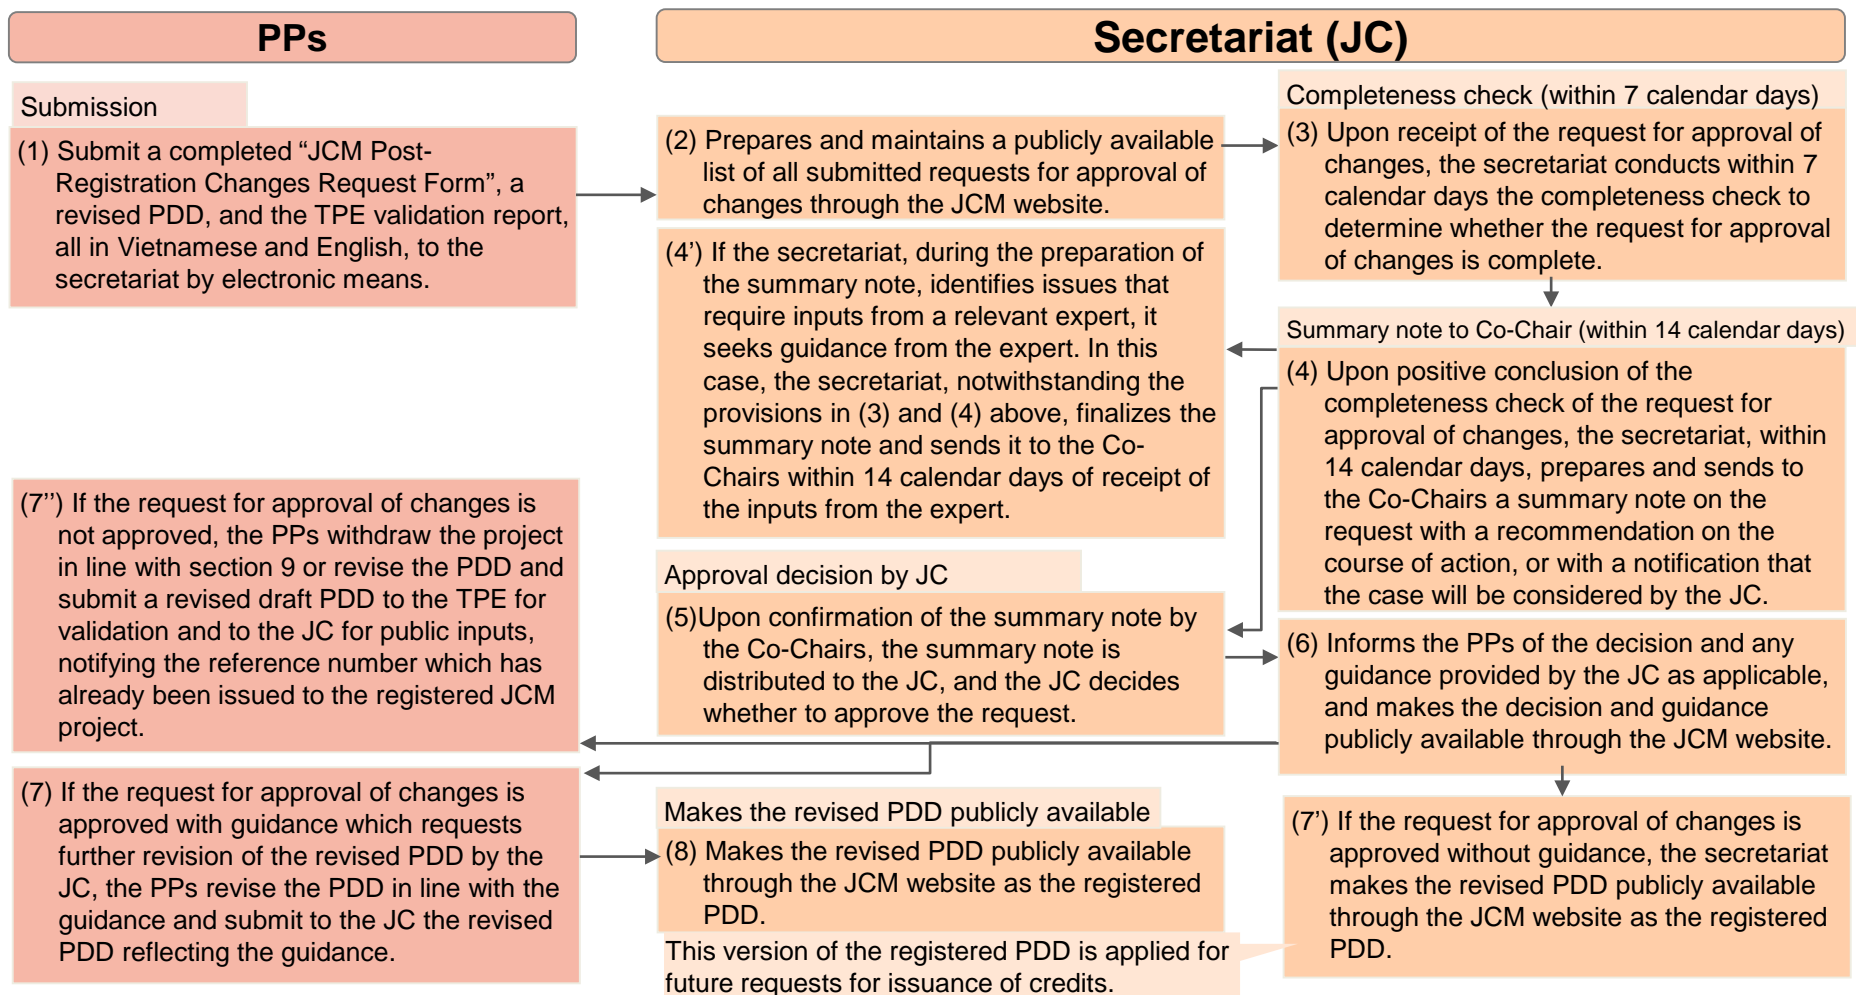 PPs
Secretariat (JC)
Submission
(1) Submit a completed “JCM Post-
Registration Changes Request Form”, a
revised PDD, and the TPE validation report,
all in Vietnamese and English, to the
secretariat by electronic means.
(2) Prepares and maintains a publicly available
list of all submitted requests for approval of
changes through the JCM website.
Completeness check (within 7 calendar days)
(3) Upon receipt of the request for approval of
changes, the secretariat conducts within 7
calendar days the completeness check to
determine whether the request for approval
of changes is complete.
Summary note to Co-Chair (within 14 calendar days)
(4) Upon positive conclusion of the
completeness check of the request for
approval of changes, the secretariat, within
14 calendar days, prepares and sends to
the Co-Chairs a summary note on the
request with a recommendation on the
course of action, or with a notification that
the case will be considered by the JC.
(4’) If the secretariat, during the preparation of
the summary note, identifies issues that
require inputs from a relevant expert, it
seeks guidance from the expert. In this
case, the secretariat, notwithstanding the
provisions in (3) and (4) above, finalizes the
summary note and sends it to the Co-
Chairs within 14 calendar days of receipt of
the inputs from the expert.
Approval decision by JC
(5)Upon confirmation of the summary note by
the Co-Chairs, the summary note is
distributed to the JC, and the JC decides
whether to approve the request.
(6) Informs the PPs of the decision and any
guidance provided by the JC as applicable,
and makes the decision and guidance
publicly available through the JCM website.
(7’’) If the request for approval of changes is
not approved, the PPs withdraw the project
in line with section 9 or revise the PDD and
submit a revised draft PDD to the TPE for
validation and to the JC for public inputs,
notifying the reference number which has
already been issued to the registered JCM
project.
(7) If the request for approval of changes is
approved with guidance which requests
further revision of the revised PDD by the
JC, the PPs revise the PDD in line with the
guidance and submit to the JC the revised
PDD reflecting the guidance.
Makes the revised PDD publicly available
(8) Makes the revised PDD publicly available
through the JCM website as the registered
PDD.
This version of the registered PDD is applied for
future requests for issuance of credits.
(7’) If the request for approval of changes is
approved without guidance, the secretariat
makes the revised PDD publicly available
through the JCM website as the registered
PDD.